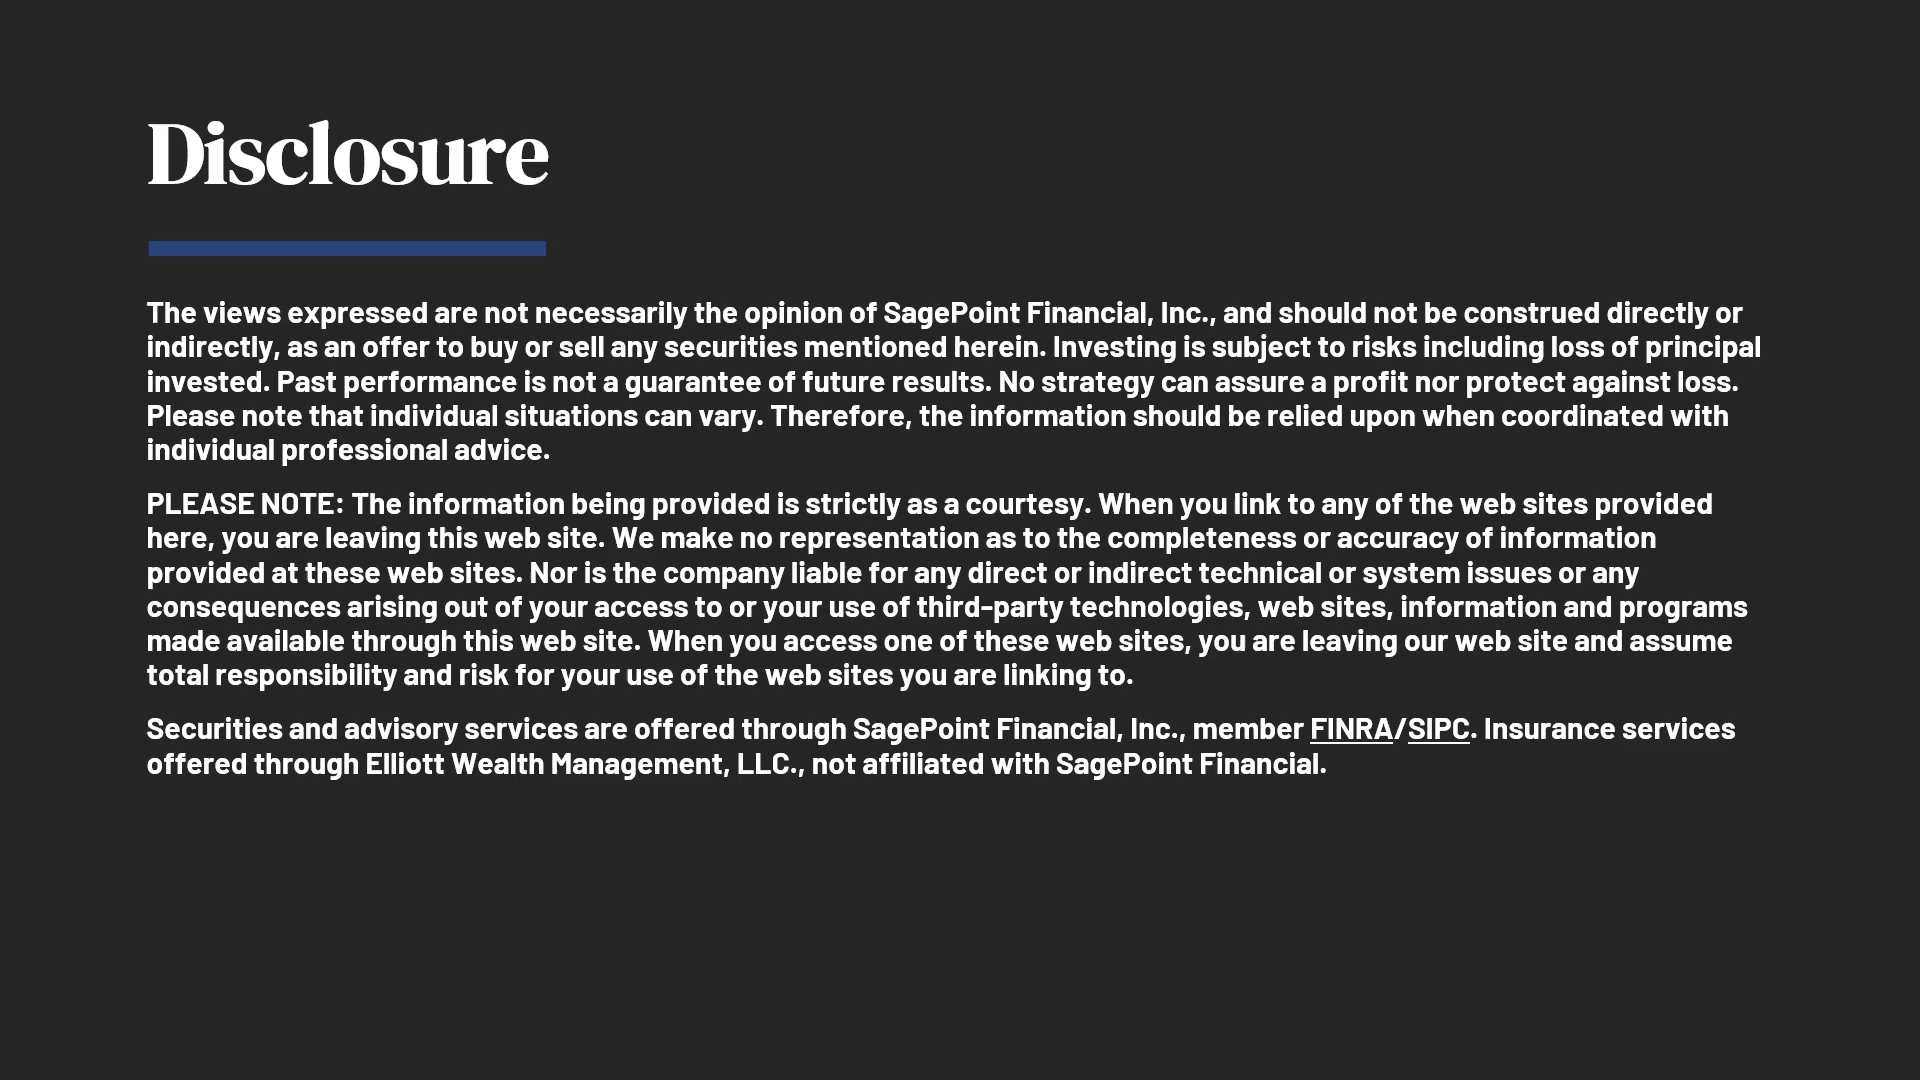 Disclosure
The views expressed are not necessarily the opinion of SagePoint Financial, Inc., and should not be construed directly or
indirectly, as an offer to buy or sell any securities mentioned herein. Investing is subject to risks including loss of principal
invested. Past performance is not a guarantee of future results. No strategy can assure a profit nor protect against loss.
Please note that individual situations can vary. Therefore, the information should be relied upon when coordinated with
individual professional advice.
PLEASE NOTE: The information being provided is strictly as a courtesy. When you link to any of the web sites provided
here, you are leaving this web site. We make no representation as to the completeness or accuracy of information
provided at these web sites. Nor is the company liable for any direct or indirect technical or system issues or any
consequences arising out of your access to or your use of third-party technologies, web sites, information and programs
made available through this web site. When you access one of these web sites, you are leaving our web site and assume
total responsibility and risk for your use of the web sites you are linking to.
Securities and advisory services are offered through SagePoint Financial, Inc., member FINRA/SIPC. Insurance services
offered through Elliott Wealth Management, LLC., not affiliated with SagePoint Financial.